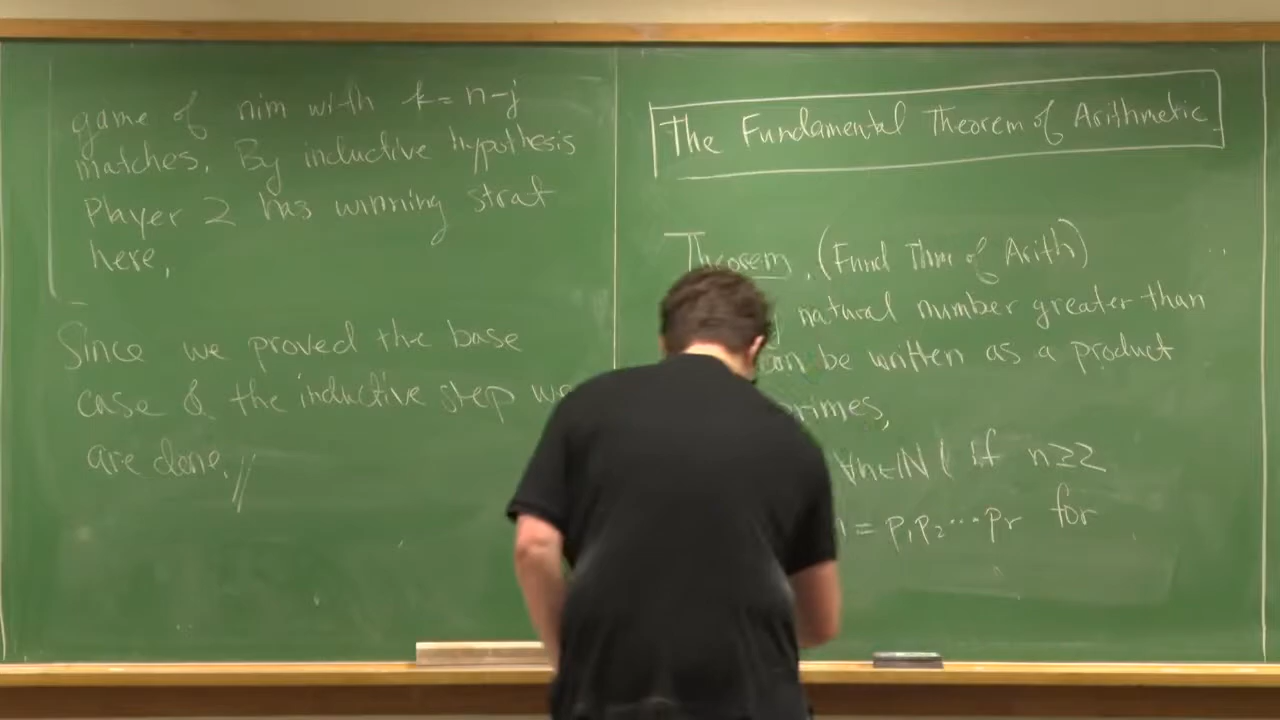 game of nim with k = n-j
matches. By inductive hypothesis
Player 2 has winning strat
here,
Since we proved the base
case & the inductive step we
are done.//
The Fundamental Theorem of Arithmetic
Theorem. (Fund Thm of Arith)
natural number greater than
can be written as a product
primes,
∀n∈ℕ ( if n≥2
n = p₁p₂⋯pᵣ for